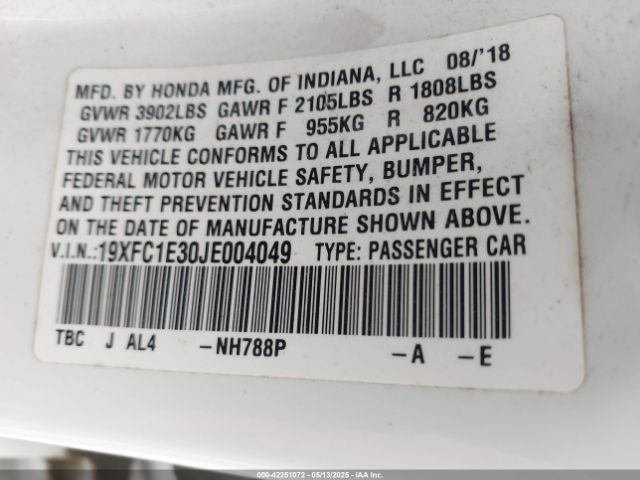 MFD. BY HONDA MFG. OF INDIANA, LLC 08/'18
GVWR 3902LBS GAWR F 2105LBS R 1808LBS
GVWR 1770KG GAWR F 955KG R 820KG
THIS VEHICLE CONFORMS TO ALL APPLICABLE
FEDERAL MOTOR VEHICLE SAFETY, BUMPER,
AND THEFT PREVENTION STANDARDS IN EFFECT
ON THE DATE OF MANUFACTURE SHOWN ABOVE.
V.I.N.:19XFC1E30JE004049 TYPE: PASSENGER CAR
TBC J AL4 –NH788P –A –E
000-42251072 — 05/13/2025 — IAA Inc.